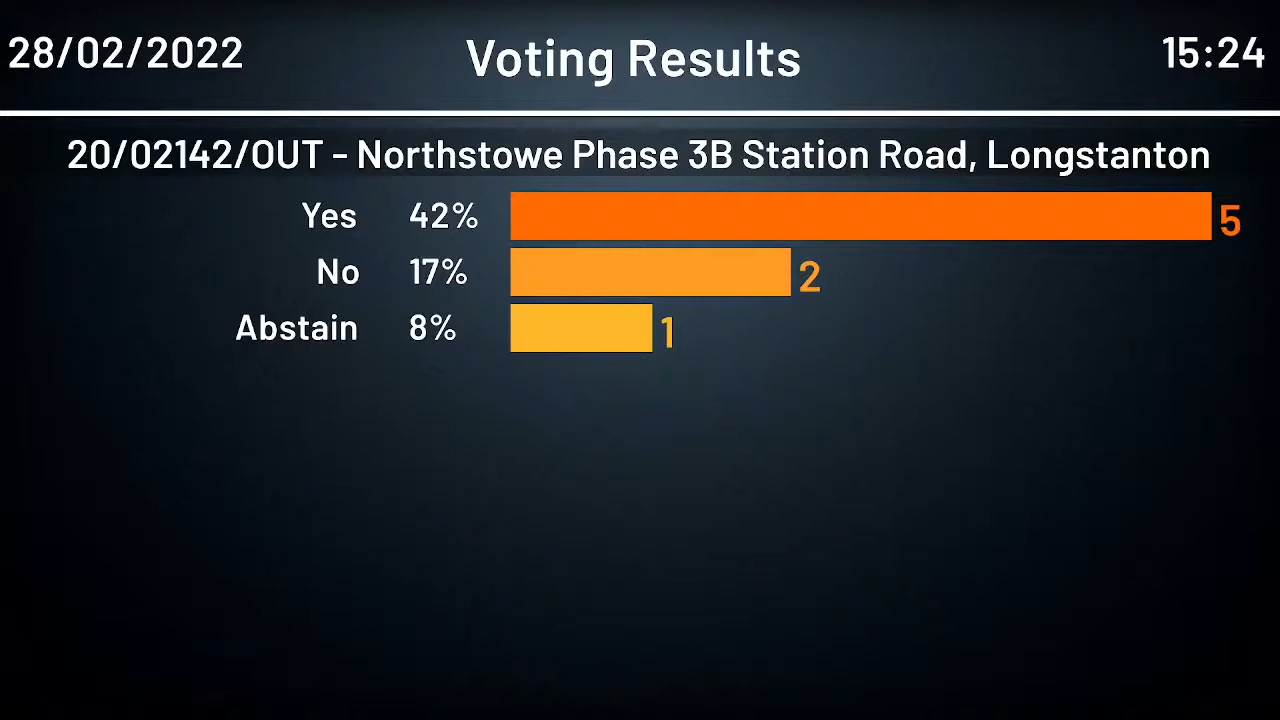 28/02/2022 Voting Results 15:24
20/02142/OUT - Northstowe Phase 3B Station Road, Longstanton
Yes 42% 5
No 17% 2
Abstain 8% 1